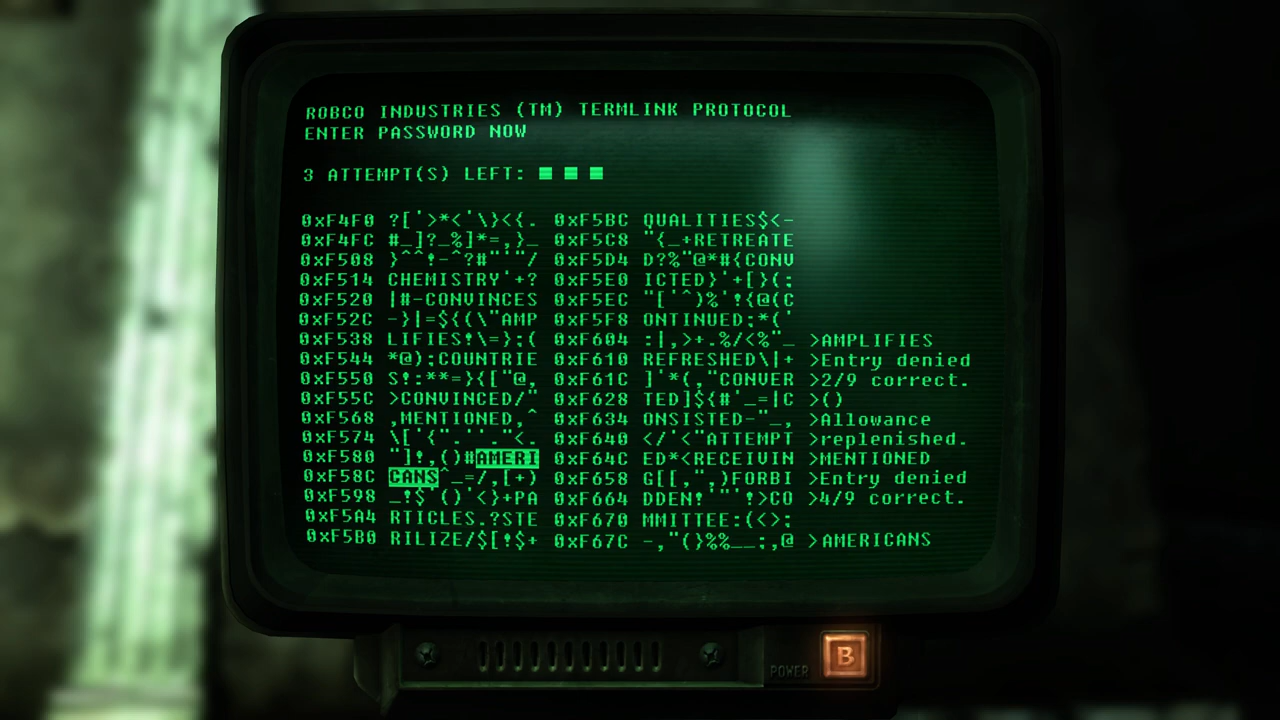 ROBCO INDUSTRIES (TM) TERMLINK PROTOCOL
ENTER PASSWORD NOW
3 ATTEMPT(S) LEFT: ■ ■ ■
0xF4F0 ?['>*<'\}<{. 0xF5BC QUALITIES$<-
0xF4FC #_]?_%]*=,}_ 0xF5C8 "{_+RETREATE
0xF508 }^^!-^?#"'"/ 0xF5D4 D?%"@*#{CONV
0xF514 CHEMISTRY'+? 0xF5E0 ICTED}'+[}(;
0xF520 |#-CONVINCES 0xF5EC "['^)%'!{@(C
0xF52C -}|=${(\"AMP 0xF5F8 ONTINUED;*('
0xF538 LIFIES!\=};( 0xF604 :|,>+.%/<%"_ >AMPLIFIES
0xF544 *@);COUNTRIE 0xF610 REFRESHED\|+ >Entry denied
0xF550 S!:**=}{["@, 0xF61C ]'*(,"CONVER >2/9 correct.
0xF55C >CONVINCED/" 0xF628 TED]${#'_=|C >()
0xF568 ,MENTIONED,^ 0xF634 ONSISTED-"_, >Allowance
0xF574 \['{".''."<. 0xF640 </'<"ATTEMPT >replenished.
0xF580 "]!,()#AMERI 0xF64C ED*<RECEIVIN >MENTIONED
0xF58C CANS^_=/,[+) 0xF658 G[[,",)FORBI >Entry denied
0xF598 _!$'()'<}+PA 0xF664 DDEN!'"'!>CO >4/9 correct.
0xF5A4 RTICLES.?STE 0xF670 MMITTEE:(<>;
0xF5B0 RILIZE/$[!$+ 0xF67C -,"(}%%__:,@ >AMERICANS
POWER B